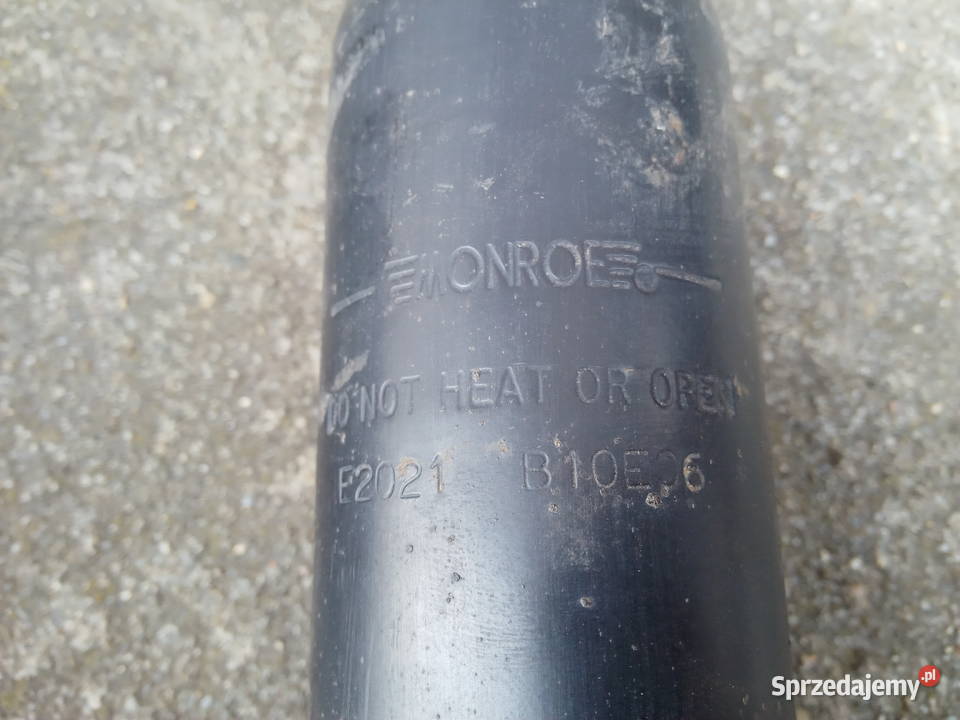 MONROE
DO NOT HEAT OR OPEN
E2021 B10E06
Sprzedajemy.pl